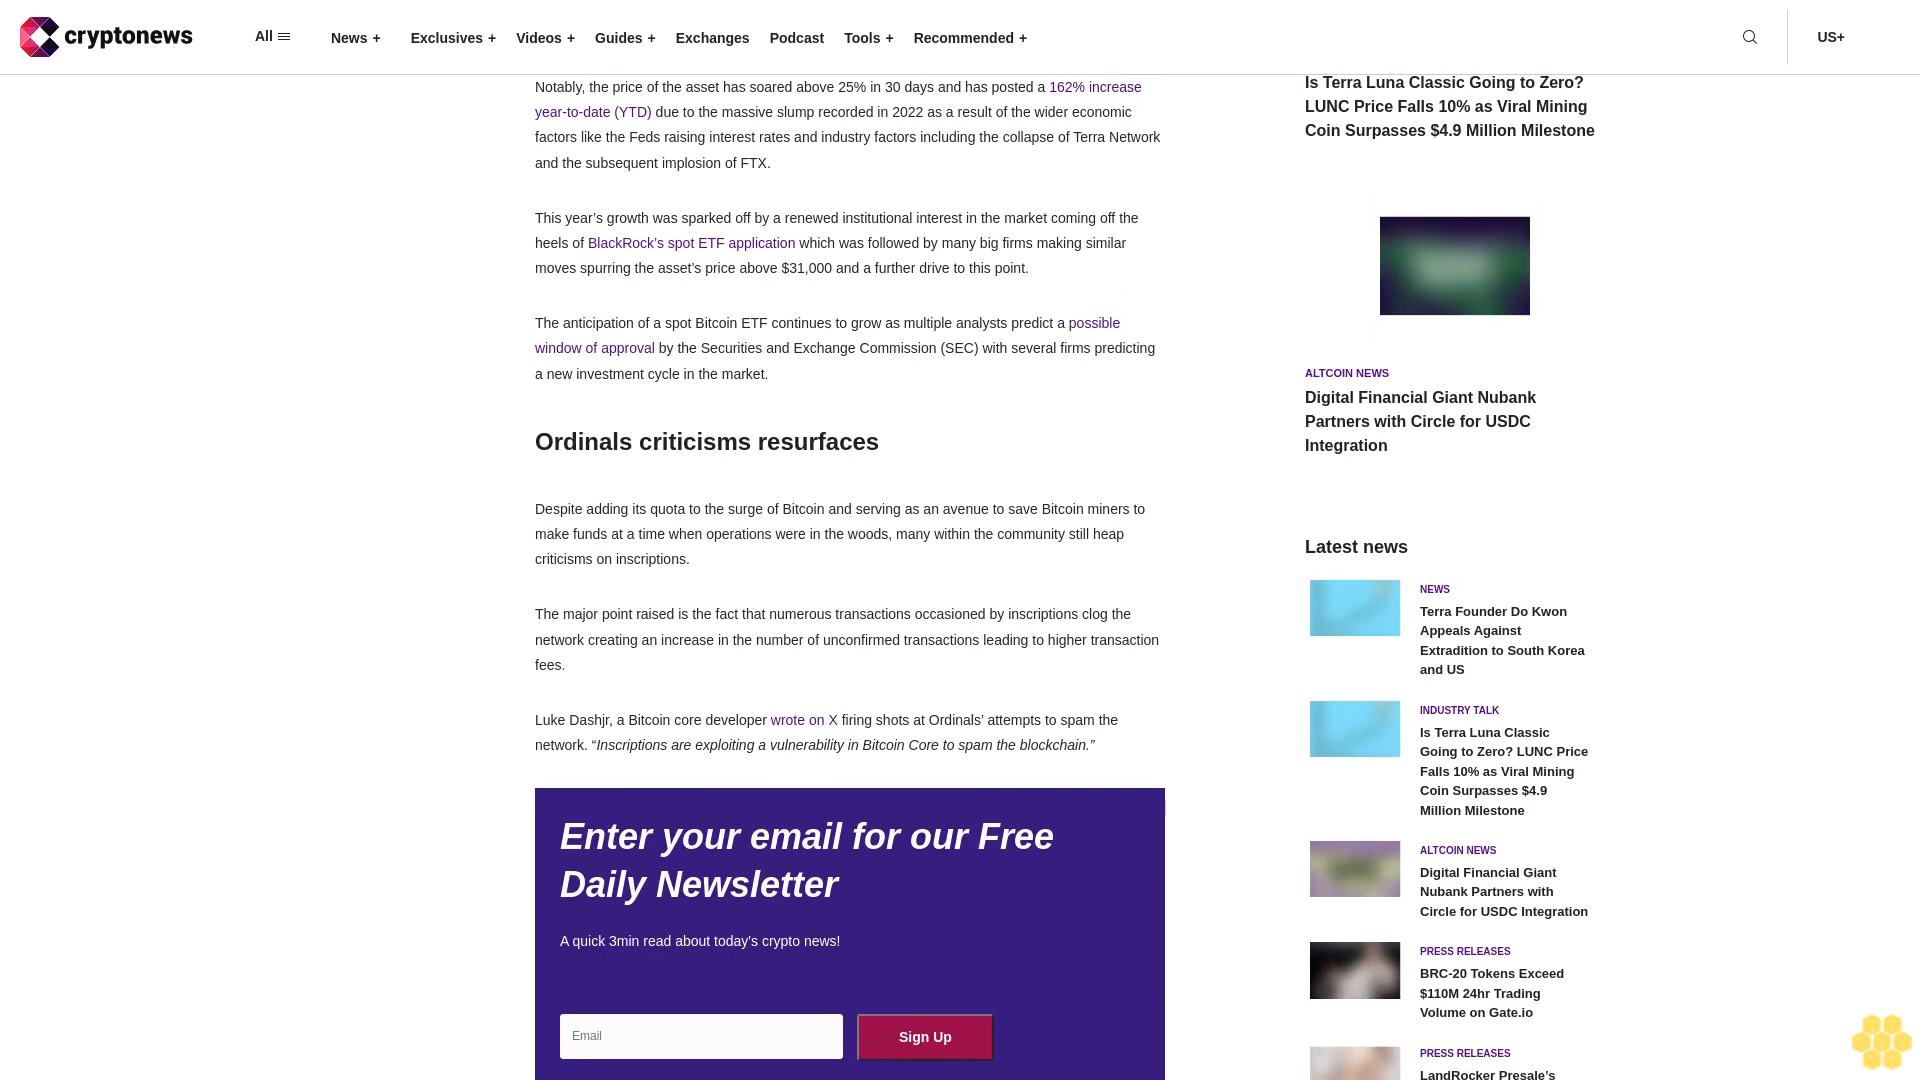 cryptonews
All
News +
Exclusives +
Videos +
Guides +
Exchanges
Podcast
Tools +
Recommended +
US+
Notably, the price of the asset has soared above 25% in 30 days and has posted a 162% increase
year-to-date (YTD) due to the massive slump recorded in 2022 as a result of the wider economic
factors like the Feds raising interest rates and industry factors including the collapse of Terra Network
and the subsequent implosion of FTX.
This year’s growth was sparked off by a renewed institutional interest in the market coming off the
heels of BlackRock’s spot ETF application which was followed by many big firms making similar
moves spurring the asset’s price above $31,000 and a further drive to this point.
The anticipation of a spot Bitcoin ETF continues to grow as multiple analysts predict a possible
window of approval by the Securities and Exchange Commission (SEC) with several firms predicting
a new investment cycle in the market.
Ordinals criticisms resurfaces
Despite adding its quota to the surge of Bitcoin and serving as an avenue to save Bitcoin miners to
make funds at a time when operations were in the woods, many within the community still heap
criticisms on inscriptions.
The major point raised is the fact that numerous transactions occasioned by inscriptions clog the
network creating an increase in the number of unconfirmed transactions leading to higher transaction
fees.
Luke Dashjr, a Bitcoin core developer wrote on X firing shots at Ordinals’ attempts to spam the
network. “Inscriptions are exploiting a vulnerability in Bitcoin Core to spam the blockchain.”
Enter your email for our Free
Daily Newsletter
A quick 3min read about today's crypto news!
Email
Sign Up
Is Terra Luna Classic Going to Zero?
LUNC Price Falls 10% as Viral Mining
Coin Surpasses $4.9 Million Milestone
ALTCOIN NEWS
Digital Financial Giant Nubank
Partners with Circle for USDC
Integration
Latest news
NEWS
Terra Founder Do Kwon
Appeals Against
Extradition to South Korea
and US
INDUSTRY TALK
Is Terra Luna Classic
Going to Zero? LUNC Price
Falls 10% as Viral Mining
Coin Surpasses $4.9
Million Milestone
ALTCOIN NEWS
Digital Financial Giant
Nubank Partners with
Circle for USDC Integration
PRESS RELEASES
BRC-20 Tokens Exceed
$110M 24hr Trading
Volume on Gate.io
PRESS RELEASES
LandRocker Presale’s